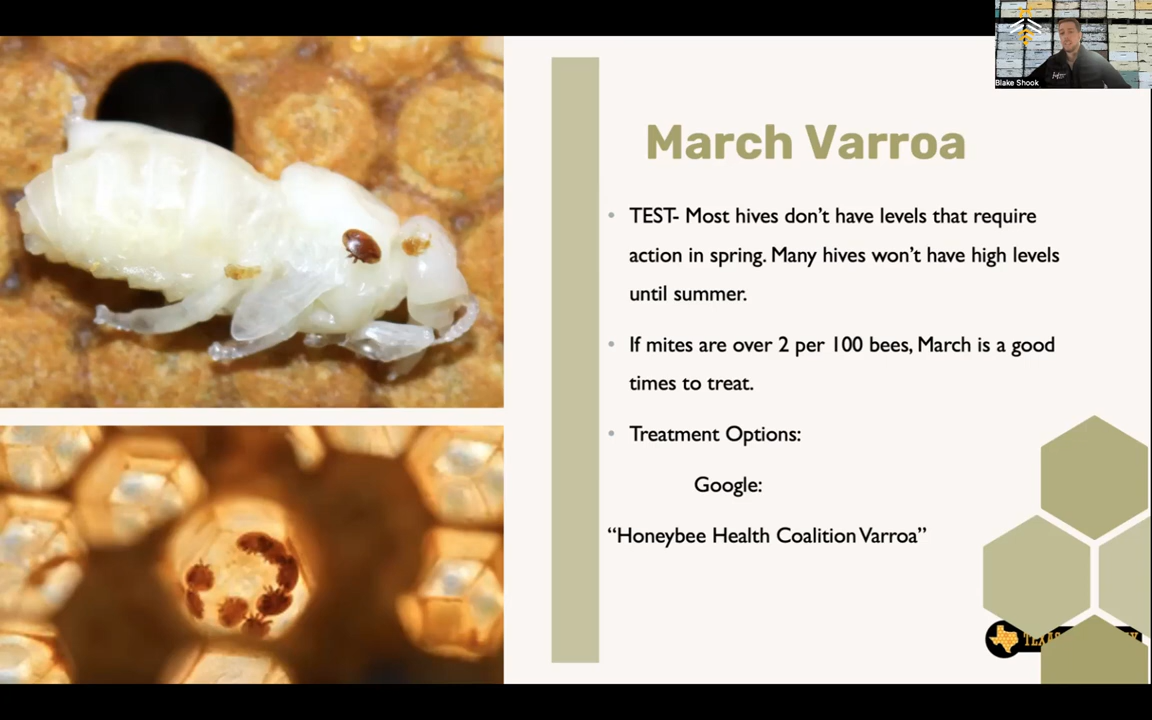 Blake Shook
March Varroa
• TEST- Most hives don’t have levels that require
action in spring. Many hives won’t have high levels
until summer.
• If mites are over 2 per 100 bees, March is a good
times to treat.
• Treatment Options:
Google:
“Honeybee Health Coalition Varroa”